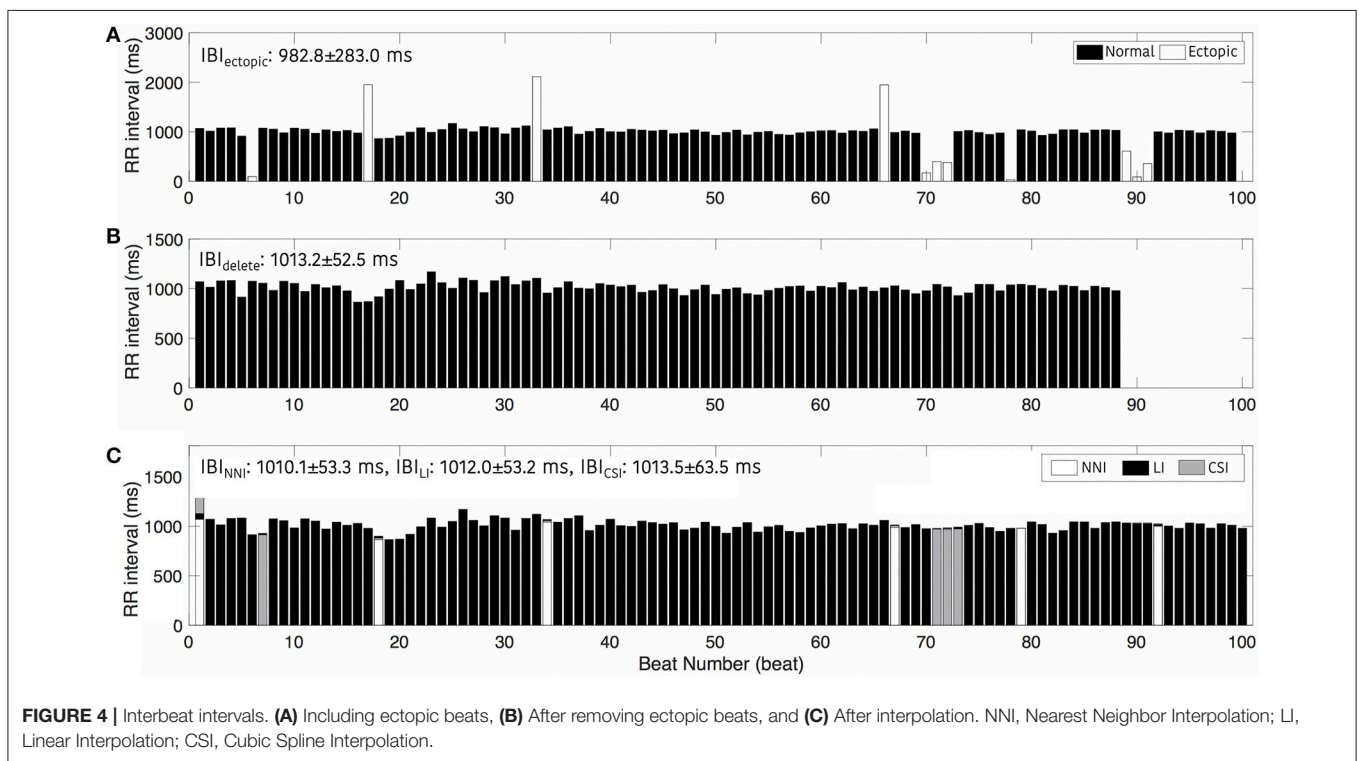 A
RR interval (ms)
3000
2000
1000
0
IBIectopic: 982.8±283.0 ms
Normal Ectopic
0 10 20 30 40 50 60 70 80 90 100
B
RR interval (ms)
1500
1000
500
0
IBIdelete: 1013.2±52.5 ms
0 10 20 30 40 50 60 70 80 90 100
C
RR interval (ms)
1500
1000
500
0
IBINNI: 1010.1±53.3 ms, IBILI: 1012.0±53.2 ms, IBICSI: 1013.5±63.5 ms
NNI LI CSI
0 10 20 30 40 50 60 70 80 90 100
Beat Number (beat)
FIGURE 4 | Interbeat intervals. (A) Including ectopic beats, (B) After removing ectopic beats, and (C) After interpolation. NNI, Nearest Neighbor Interpolation; LI,
Linear Interpolation; CSI, Cubic Spline Interpolation.